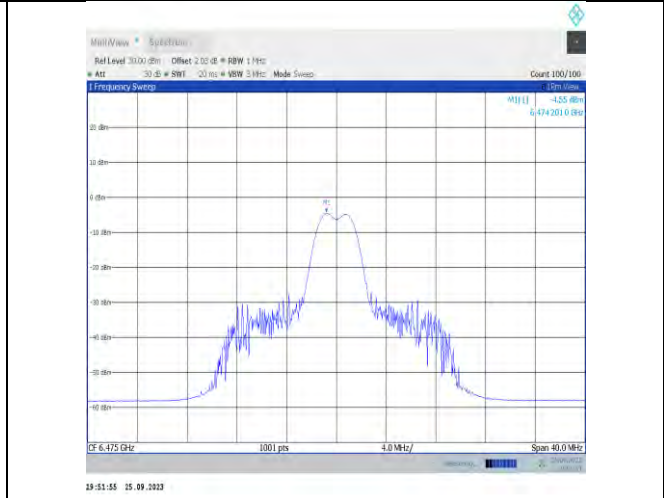 MultiView Spectrum
Ref Level 30.00 dBm Offset 2.02 dB RBW 1 MHz
Att 30 dB SWT 20 ms VBW 3 MHz Mode Sweep Count 100/100
1 Frequency Sweep 1Rm View
M1[1] -4.55 dBm
6.474201 0 GHz
20 dBm
10 dBm
0 dBm
M1
-10 dBm
-20 dBm
-30 dBm
-40 dBm
-50 dBm
-60 dBm
CF 6.475 GHz 1001 pts 4.0 MHz/ Span 40.0 MHz
19:51:55 25.09.2023